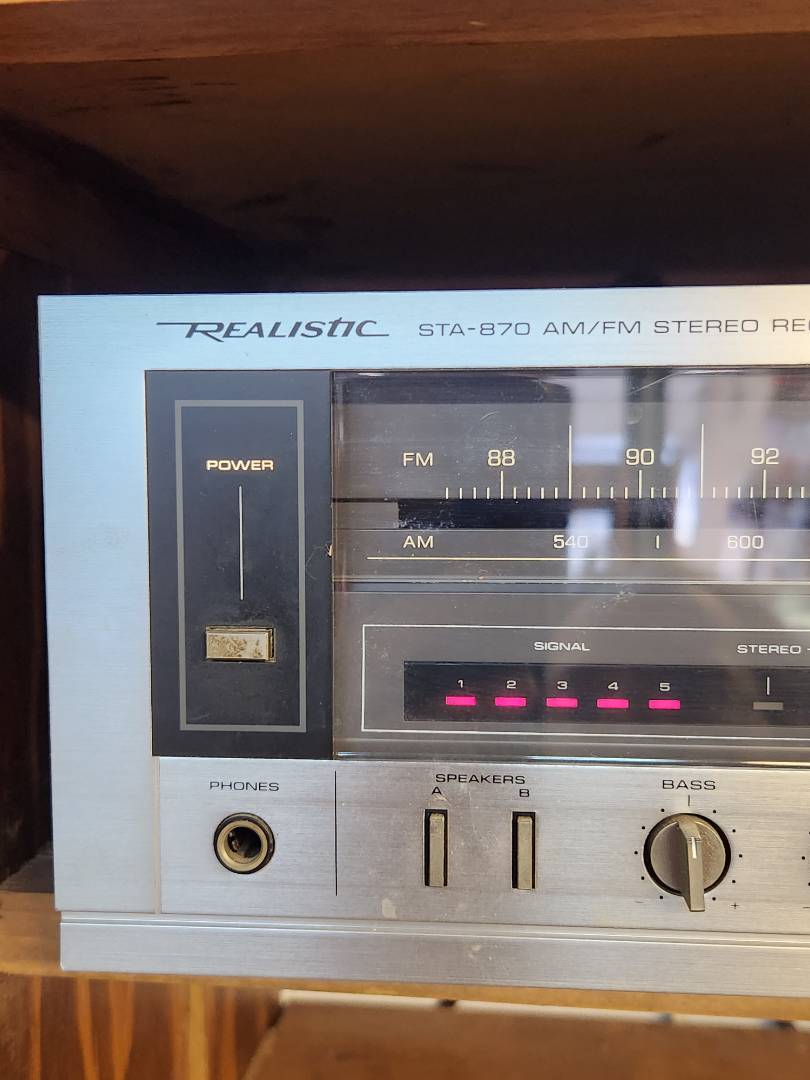 REALISTIC STA-870 AM/FM STEREO
POWER
FM 88 90 92
AM 540 600
SIGNAL STEREO
1 2 3 4 5
PHONES SPEAKERS BASS
A B
- +